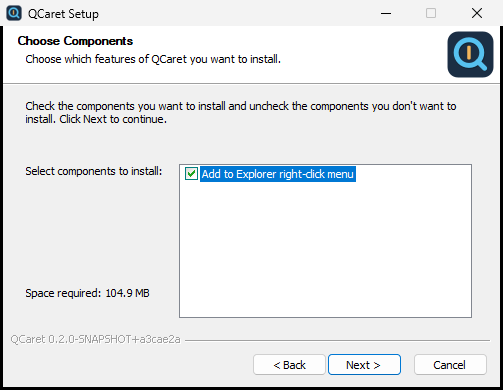 QCaret Setup
Choose Components
Choose which features of QCaret you want to install.
Check the components you want to install and uncheck the components you don't want to
install. Click Next to continue.
Select components to install:
Add to Explorer right-click menu
Space required: 104.9 MB
QCaret 0.2.0-SNAPSHOT+a3cae2a
< Back
Next >
Cancel